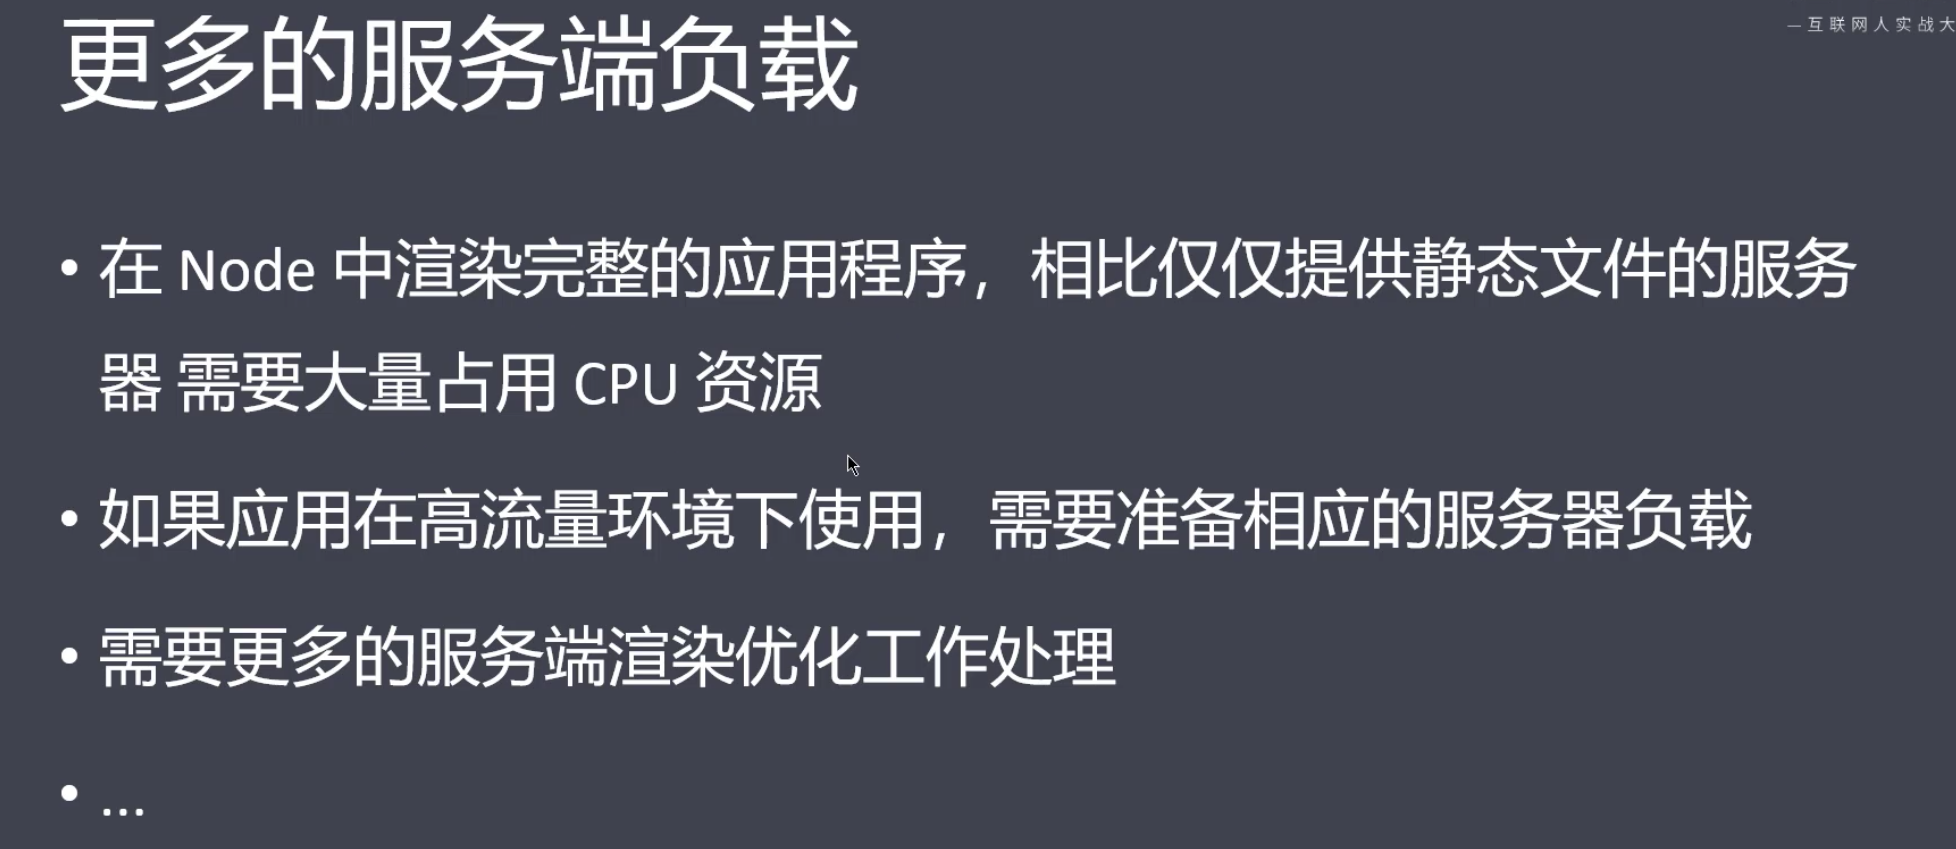 更多的服务端负载
一互联网人实战大
• 在 Node 中渲染完整的应用程序，相比仅仅提供静态文件的服务
器 需要大量占用 CPU 资源
• 如果应用在高流量环境下使用，需要准备相应的服务器负载
• 需要更多的服务端渲染优化工作处理
• ...